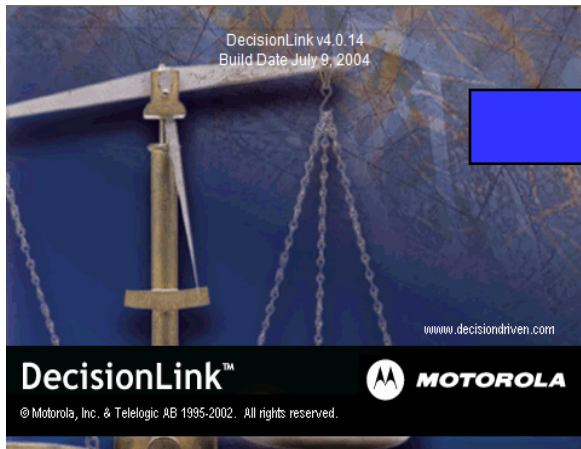 DecisionLink v4.0.14
Build Date July 9, 2004
www.decisiondriven.com
DecisionLink™
MOTOROLA
© Motorola, Inc. & Telelogic AB 1995-2002. All rights reserved.